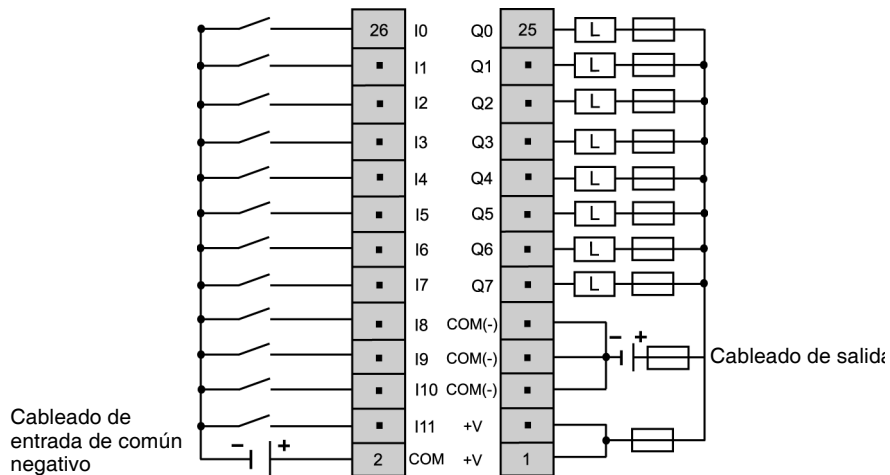 26 I0 Q0 25 L
I1 Q1 L
I2 Q2 L
I3 Q3 L
I4 Q4 L
I5 Q5 L
I6 Q6 L
I7 Q7 L
I8 COM(-)
− +
I9 COM(-) Cableado de salida
I10 COM(-)
I11 +V
Cableado de
entrada de común
negativo
− +
2 COM +V 1